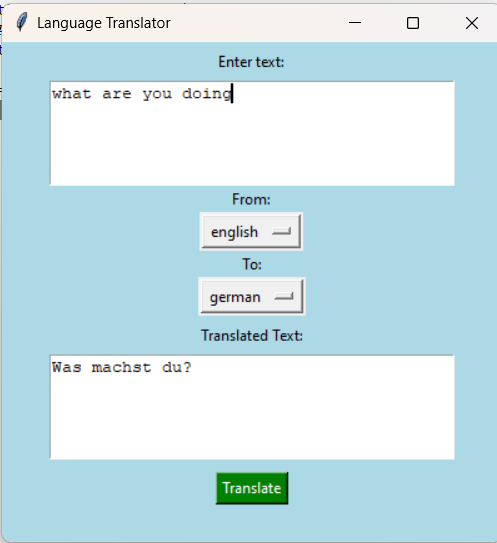 Language Translator
Enter text:
what are you doing
From:
english
To:
german
Translated Text:
Was machst du?
Translate